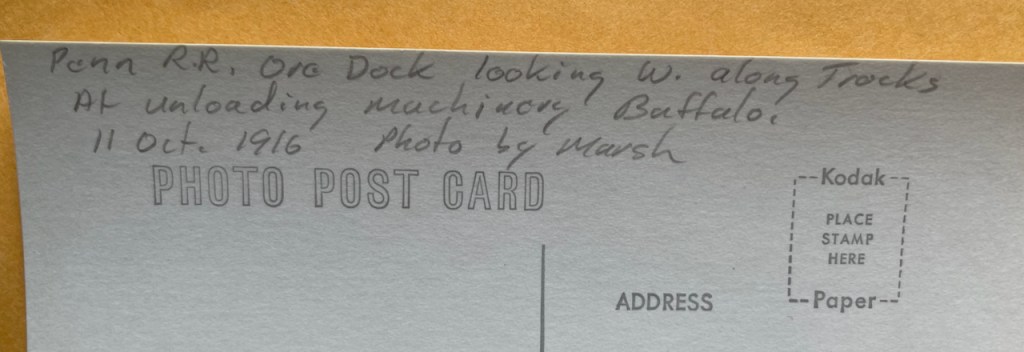 Penn R.R. Ore Dock looking W. along Tracks
At unloading machinery Buffalo.
11 Oct. 1916 Photo by Marsh
PHOTO POST CARD
Kodak
PLACE
STAMP
HERE
Paper
ADDRESS